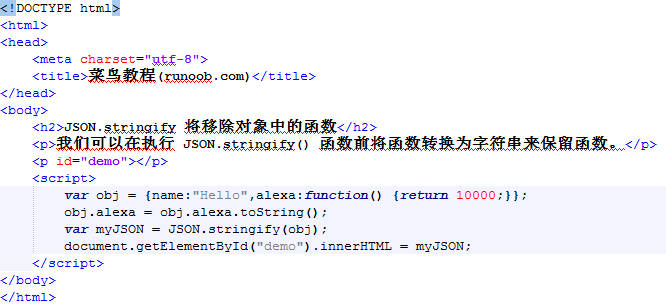 <!DOCTYPE html>
<html>
<head>
    <meta charset="utf-8">
    <title>菜鸟教程(runoob.com)</title>
</head>
<body>
    <h2>JSON.stringify 将移除对象中的函数</h2>
    <p>我们可以在执行 JSON.stringify() 函数前将函数转换为字符串来保留函数。</p>
    <p id="demo"></p>
    <script>
        var obj = {name:"Hello",alexa:function() {return 10000;}};
        obj.alexa = obj.alexa.toString();
        var myJSON = JSON.stringify(obj);
        document.getElementById("demo").innerHTML = myJSON;
    </script>
</body>
</html>